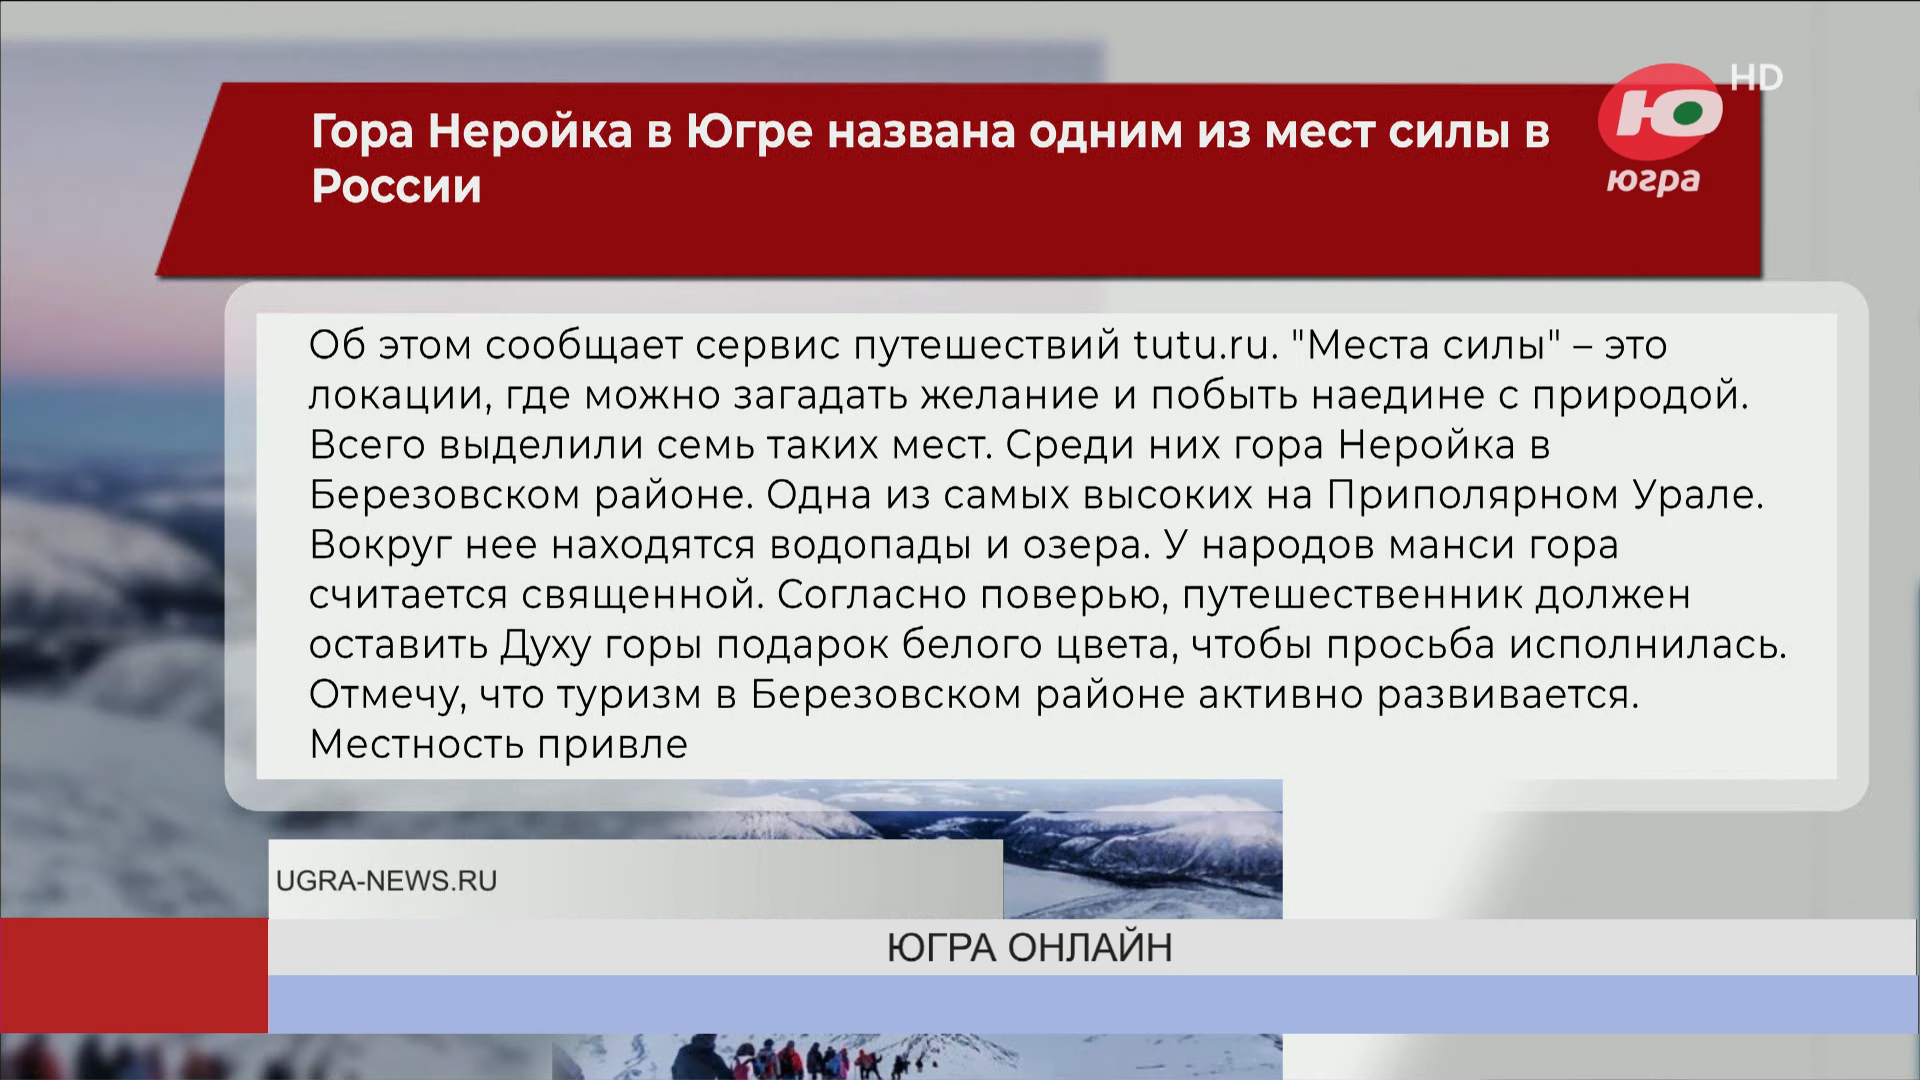 HD
Гора Неройка в Югре названа одним из мест силы в
России
Ю
югра
Об этом сообщает сервис путешествий tutu.ru. "Места силы" – это
локации, где можно загадать желание и побыть наедине с природой.
Всего выделили семь таких мест. Среди них гора Неройка в
Березовском районе. Одна из самых высоких на Приполярном Урале.
Вокруг нее находятся водопады и озера. У народов манси гора
считается священной. Согласно поверью, путешественник должен
оставить Духу горы подарок белого цвета, чтобы просьба исполнилась.
Отмечу, что туризм в Березовском районе активно развивается.
Местность привле
UGRA-NEWS.RU
ЮГРА ОНЛАЙН